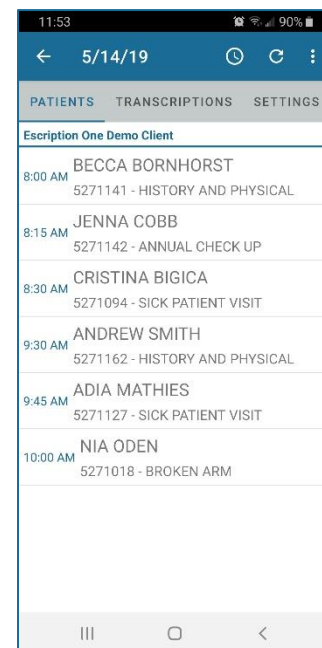 11:53 90%
5/14/19
PATIENTS TRANSCRIPTIONS SETTINGS
Escription One Demo Client
8:00 AM BECCA BORNHORST
5271141 - HISTORY AND PHYSICAL
8:15 AM JENNA COBB
5271142 - ANNUAL CHECK UP
8:30 AM CRISTINA BIGICA
5271094 - SICK PATIENT VISIT
9:30 AM ANDREW SMITH
5271162 - HISTORY AND PHYSICAL
9:45 AM ADIA MATHIES
5271127 - SICK PATIENT VISIT
10:00 AM NIA ODEN
5271018 - BROKEN ARM